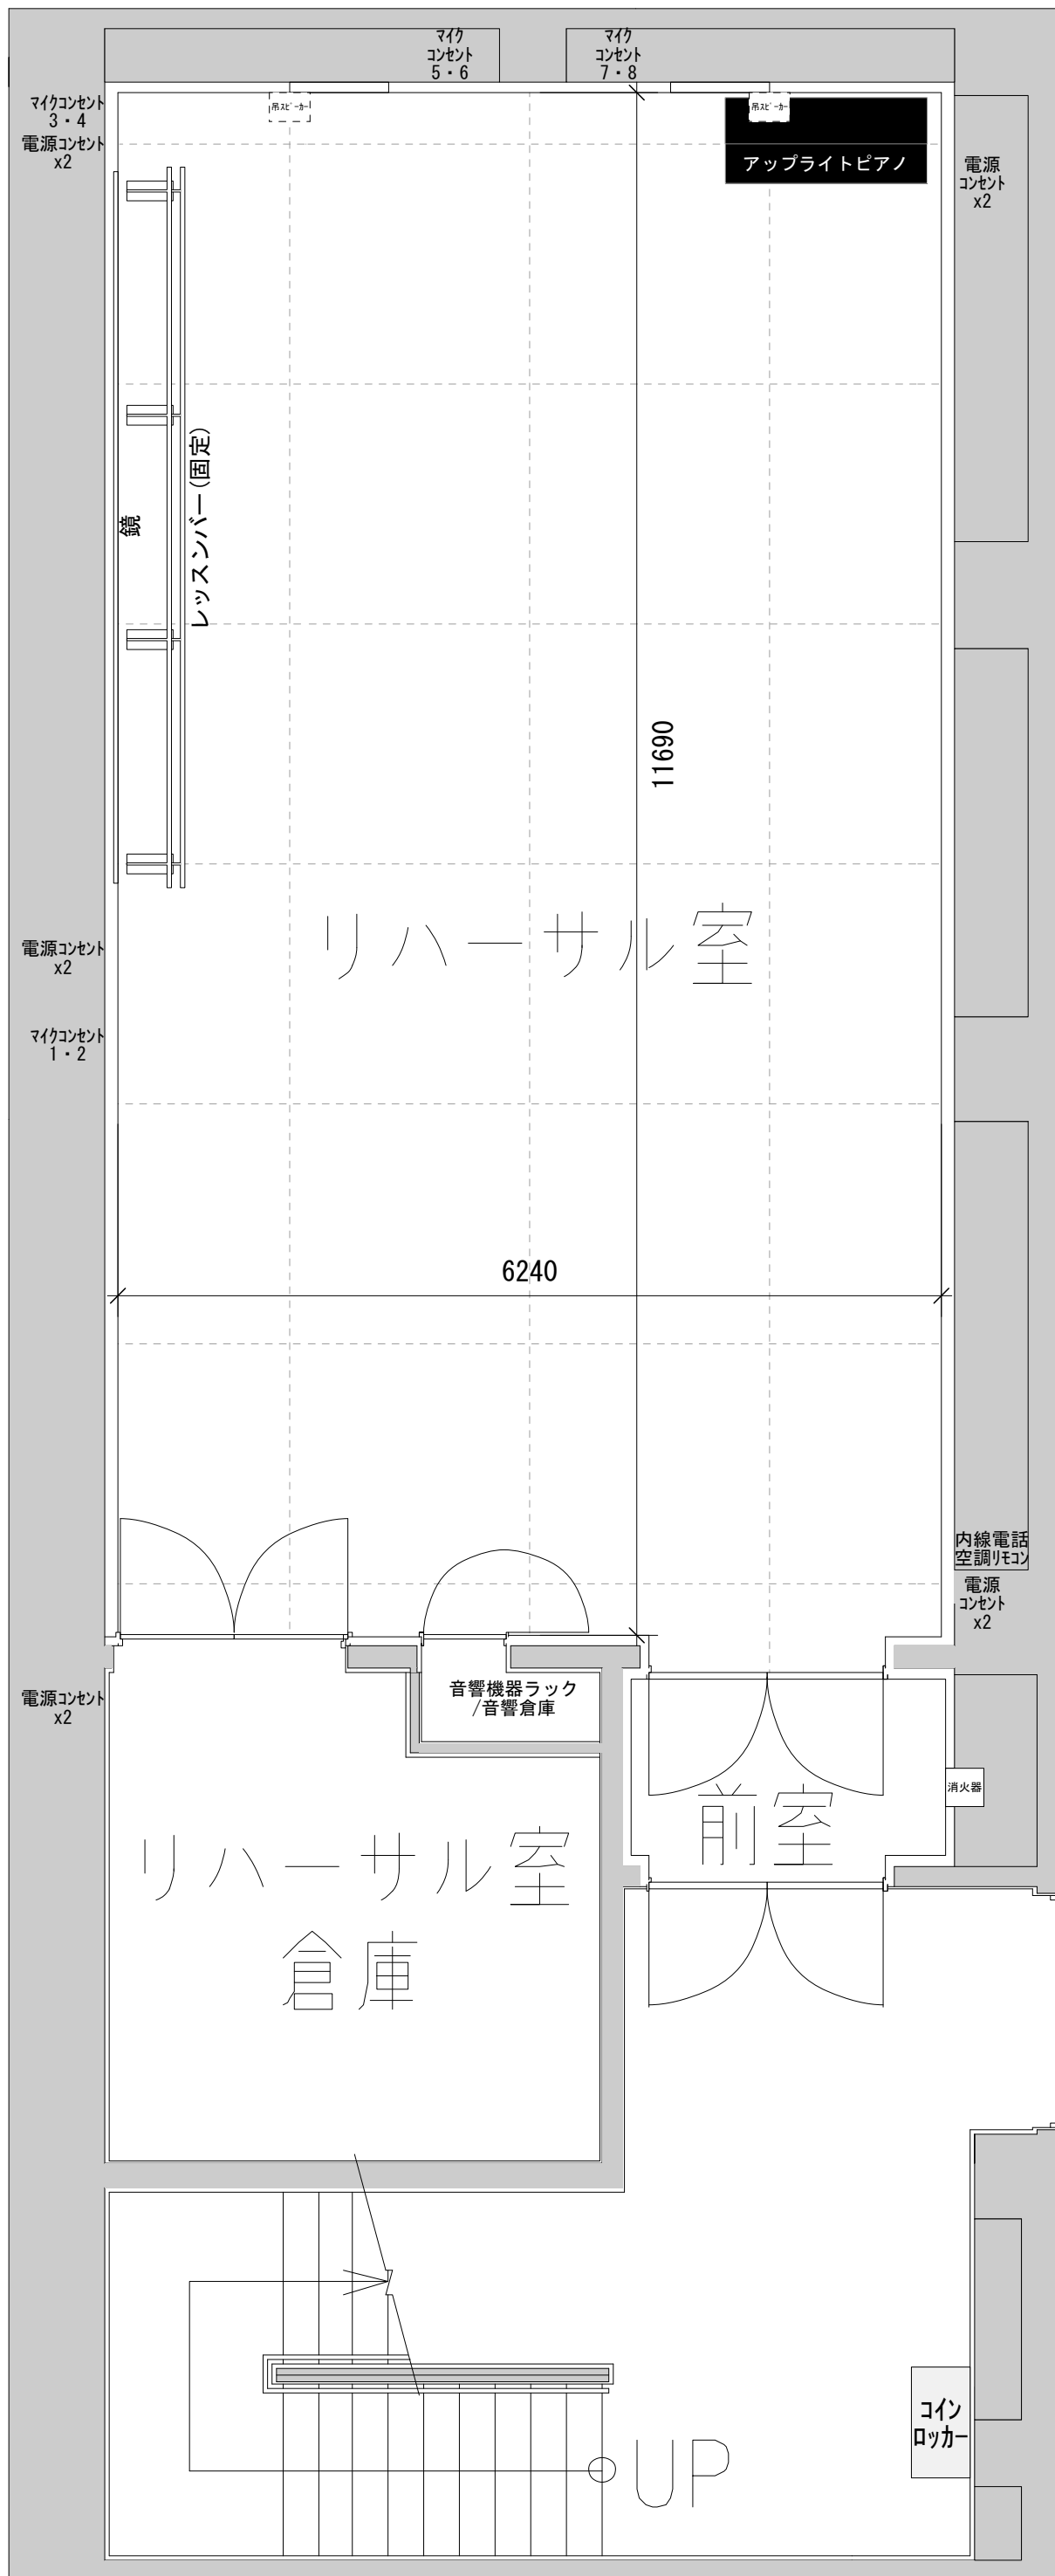 マイク
コンセント
5・6
マイク
コンセント
7・8
マイクコンセント
3・4
電源コンセント
x2
吊スピーカー
吊スピーカー
アップライトピアノ
電源
コンセント
x2
鏡
レッスンバー(固定)
11690
リハーサル室
電源コンセント
x2
マイクコンセント
1・2
6240
内線電話
空調リモコン
電源
コンセント
x2
電源コンセント
x2
音響機器ラック
/音響倉庫
消火器
前室
リハーサル室
倉庫
コイン
ロッカー
UP